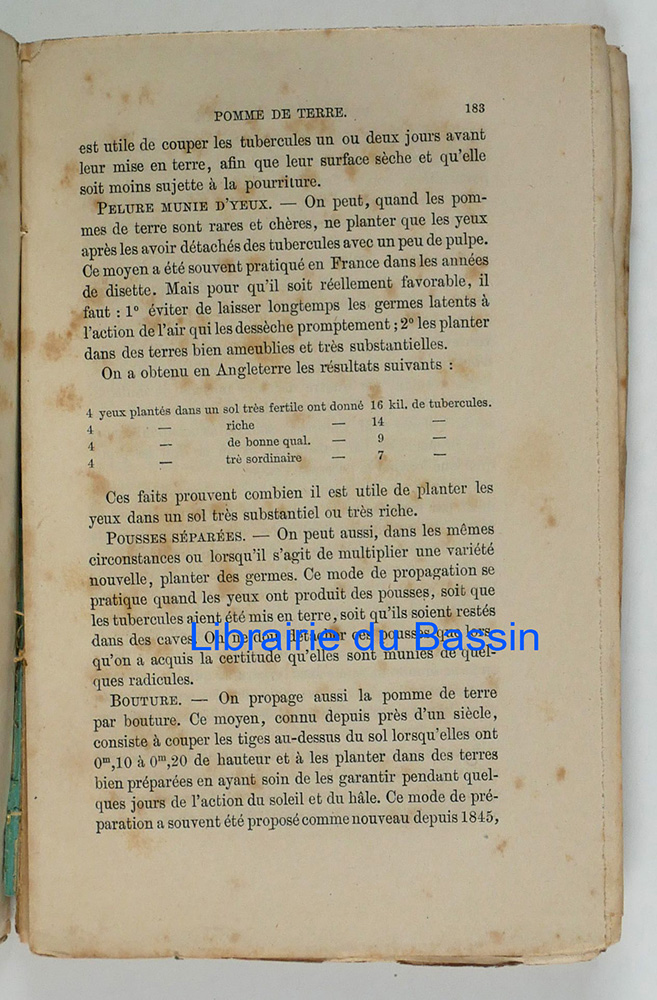 POMME DE TERRE. 183
est utile de couper les tubercules un ou deux jours avant
leur mise en terre, afin que leur surface sèche et qu'elle
soit moins sujette à la pourriture.
PELURE MUNIE D'YEUX. — On peut, quand les pom-
mes de terre sont rares et chères, ne planter que les yeux
après les avoir détachés des tubercules avec un peu de pulpe.
Ce moyen a été souvent pratiqué en France dans les années
de disette. Mais pour qu'il soit réellement favorable, il
faut : 1° éviter de laisser longtemps les germes latents à
l'action de l'air qui les dessèche promptement ; 2° les planter
dans des terres bien ameublies et très substantielles.
On a obtenu en Angleterre les résultats suivants :
4 yeux plantés dans un sol très fertile ont donné 16 kil. de tubercules.
4 — riche — 14 —
4 — de bonne qual. — 9 —
4 — trè sordinaire — 7 —
Ces faits prouvent combien il est utile de planter les
yeux dans un sol très substantiel ou très riche.
POUSSES SÉPARÉES. — On peut aussi, dans les mêmes
circonstances ou lorsqu'il s'agit de multiplier une variété
nouvelle, planter des germes. Ce mode de propagation se
pratique quand les yeux ont produit des pousses, soit que
les tubercules aient été mis en terre, soit qu'ils soient restés
dans des caves. On ne doit détacher ces pousses que lors-
Librairie du Bassin
qu'on a acquis la certitude qu'elles sont munies de quel-
ques radicules.
BOUTURE. — On propage aussi la pomme de terre
par bouture. Ce moyen, connu depuis près d'un siècle,
consiste à couper les tiges au-dessus du sol lorsqu'elles ont
0ᵐ,10 à 0ᵐ,20 de hauteur et à les planter dans des terres
bien préparées en ayant soin de les garantir pendant quel-
ques jours de l'action du soleil et du hâle. Ce mode de pré-
paration a souvent été proposé comme nouveau depuis 1845,